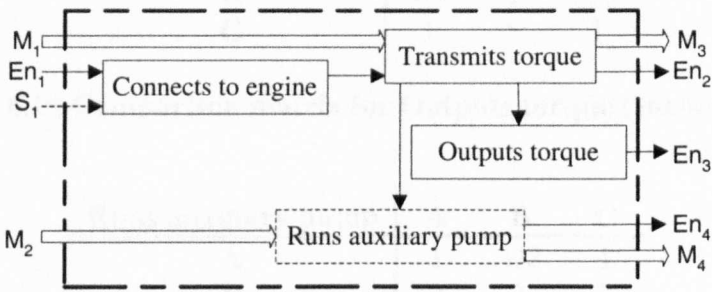 M1
Transmits torque
M3
En1
Connects to engine
En2
S1
Outputs torque
En3
M2
Runs auxiliary pump
En4
M4